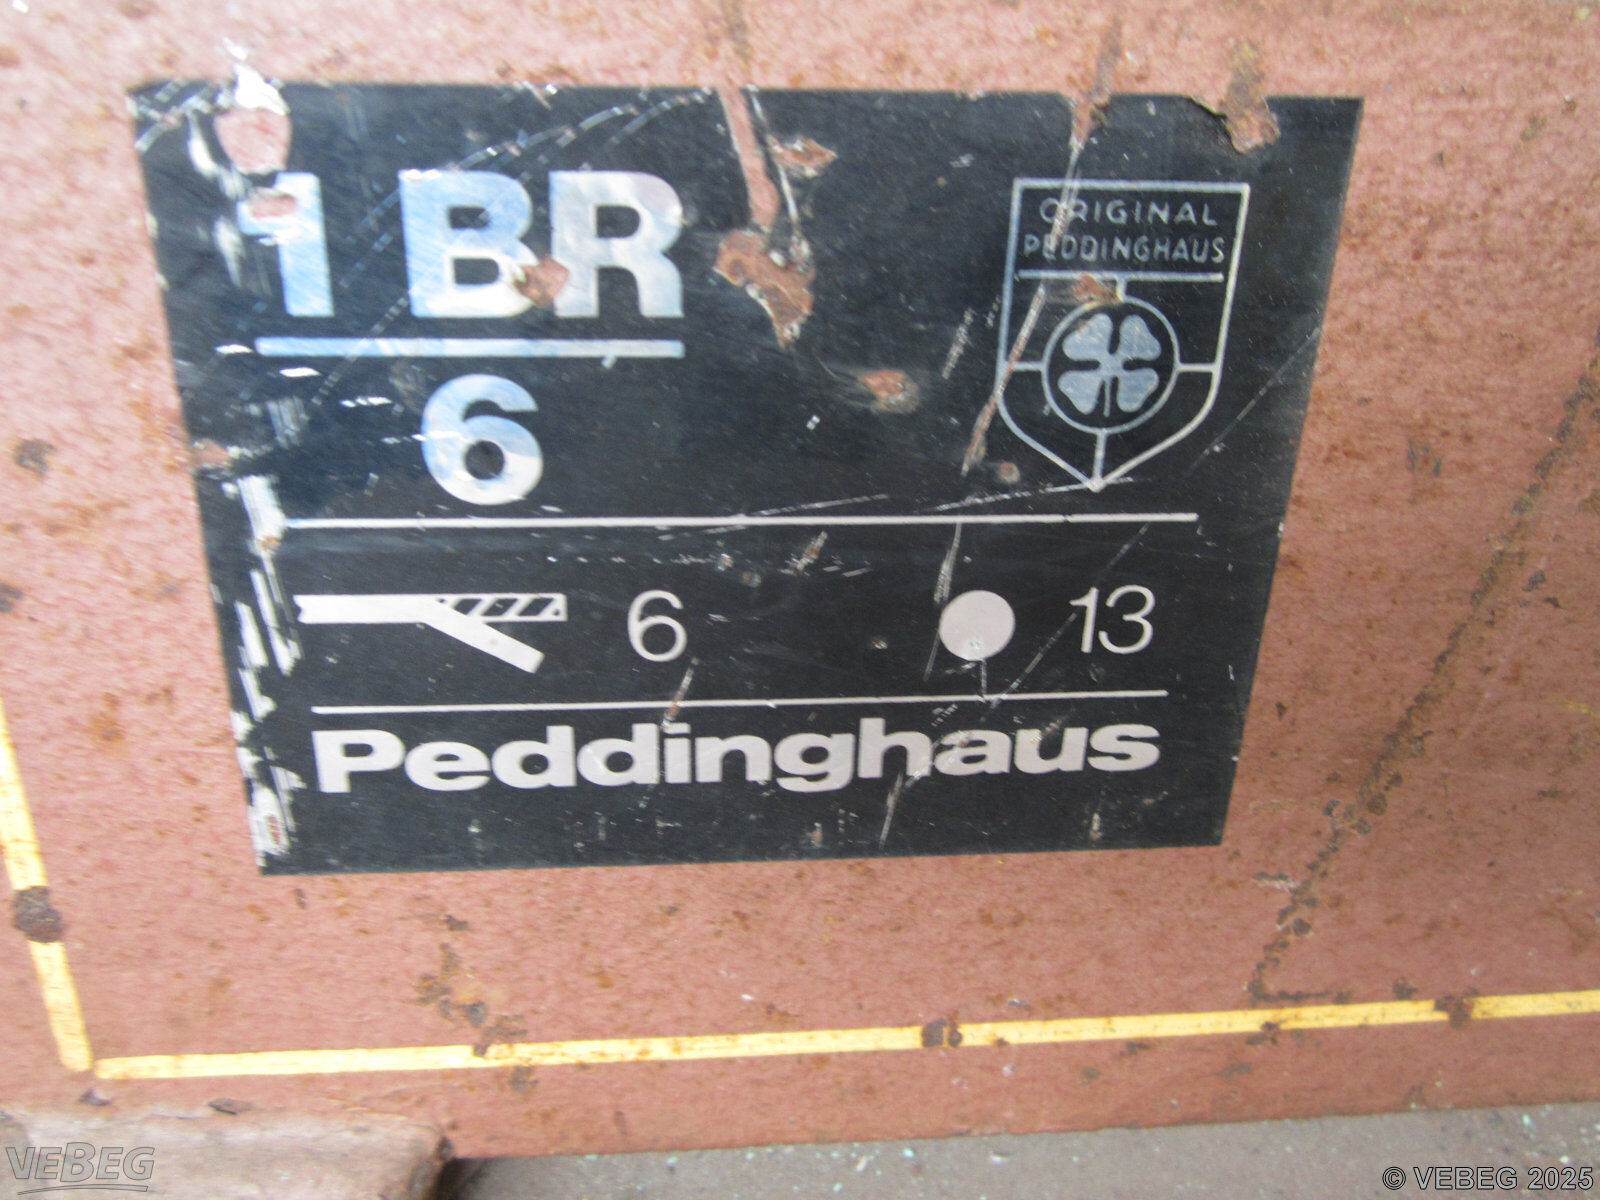 1 BR
6
ORIGINAL
PEDDINGHAUS
6 13
Peddinghaus
VEBEG
© VEBEG 2025